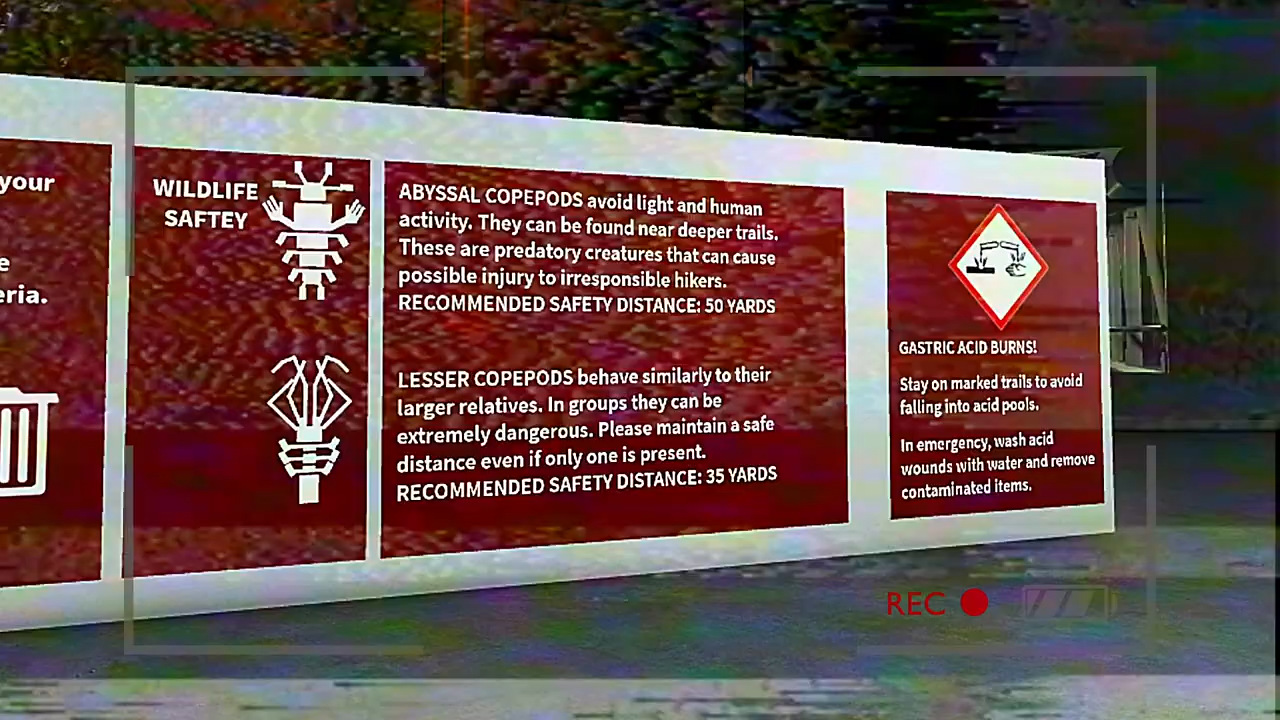 your
e
eria.
WILDLIFE
SAFTEY
ABYSSAL COPEPODS avoid light and human
activity. They can be found near deeper trails.
These are predatory creatures that can cause
possible injury to irresponsible hikers.
RECOMMENDED SAFETY DISTANCE: 50 YARDS
LESSER COPEPODS behave similarly to their
larger relatives. In groups they can be
extremely dangerous. Please maintain a safe
distance even if only one is present.
RECOMMENDED SAFETY DISTANCE: 35 YARDS
GASTRIC ACID BURNS!
Stay on marked trails to avoid
falling into acid pools.
In emergency, wash acid
wounds with water and remove
contaminated items.
REC